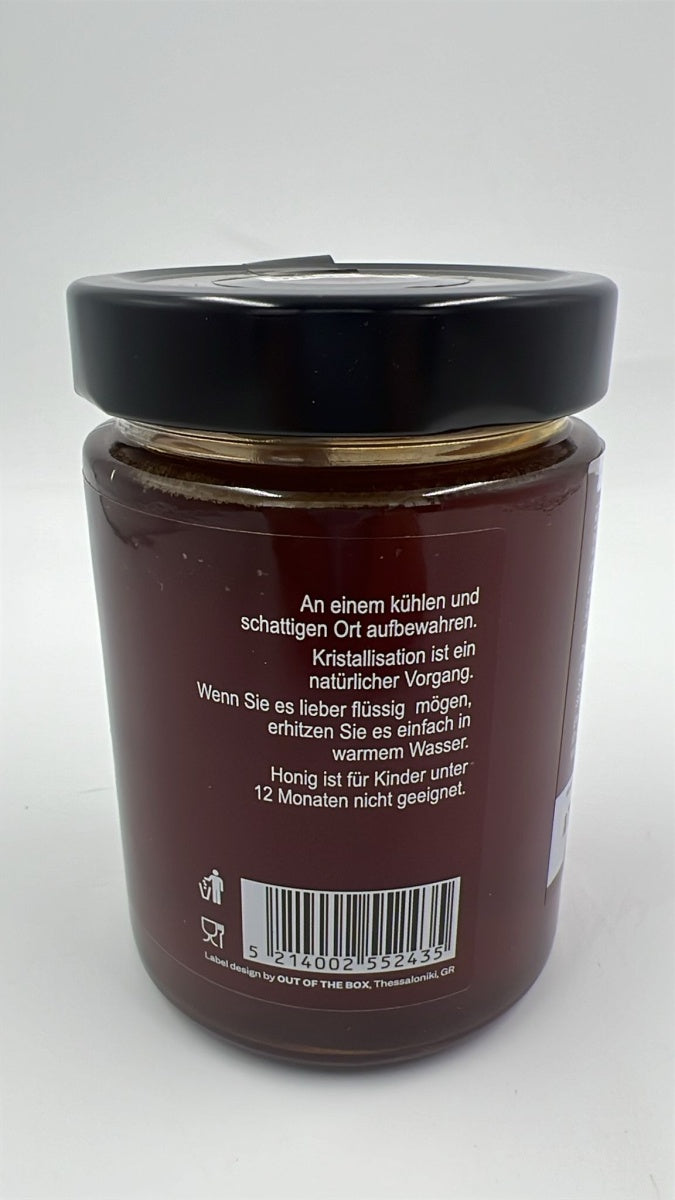 An einem kühlen und
schattigen Ort aufbewahren.
Kristallisation ist ein
natürlicher Vorgang.
Wenn Sie es lieber flüssig mögen,
erhitzen Sie es einfach in
warmem Wasser.
Honig ist für Kinder unter
12 Monaten nicht geeignet.
5 214002 552435
Label design by OUT OF THE BOX, Thessaloniki, GR